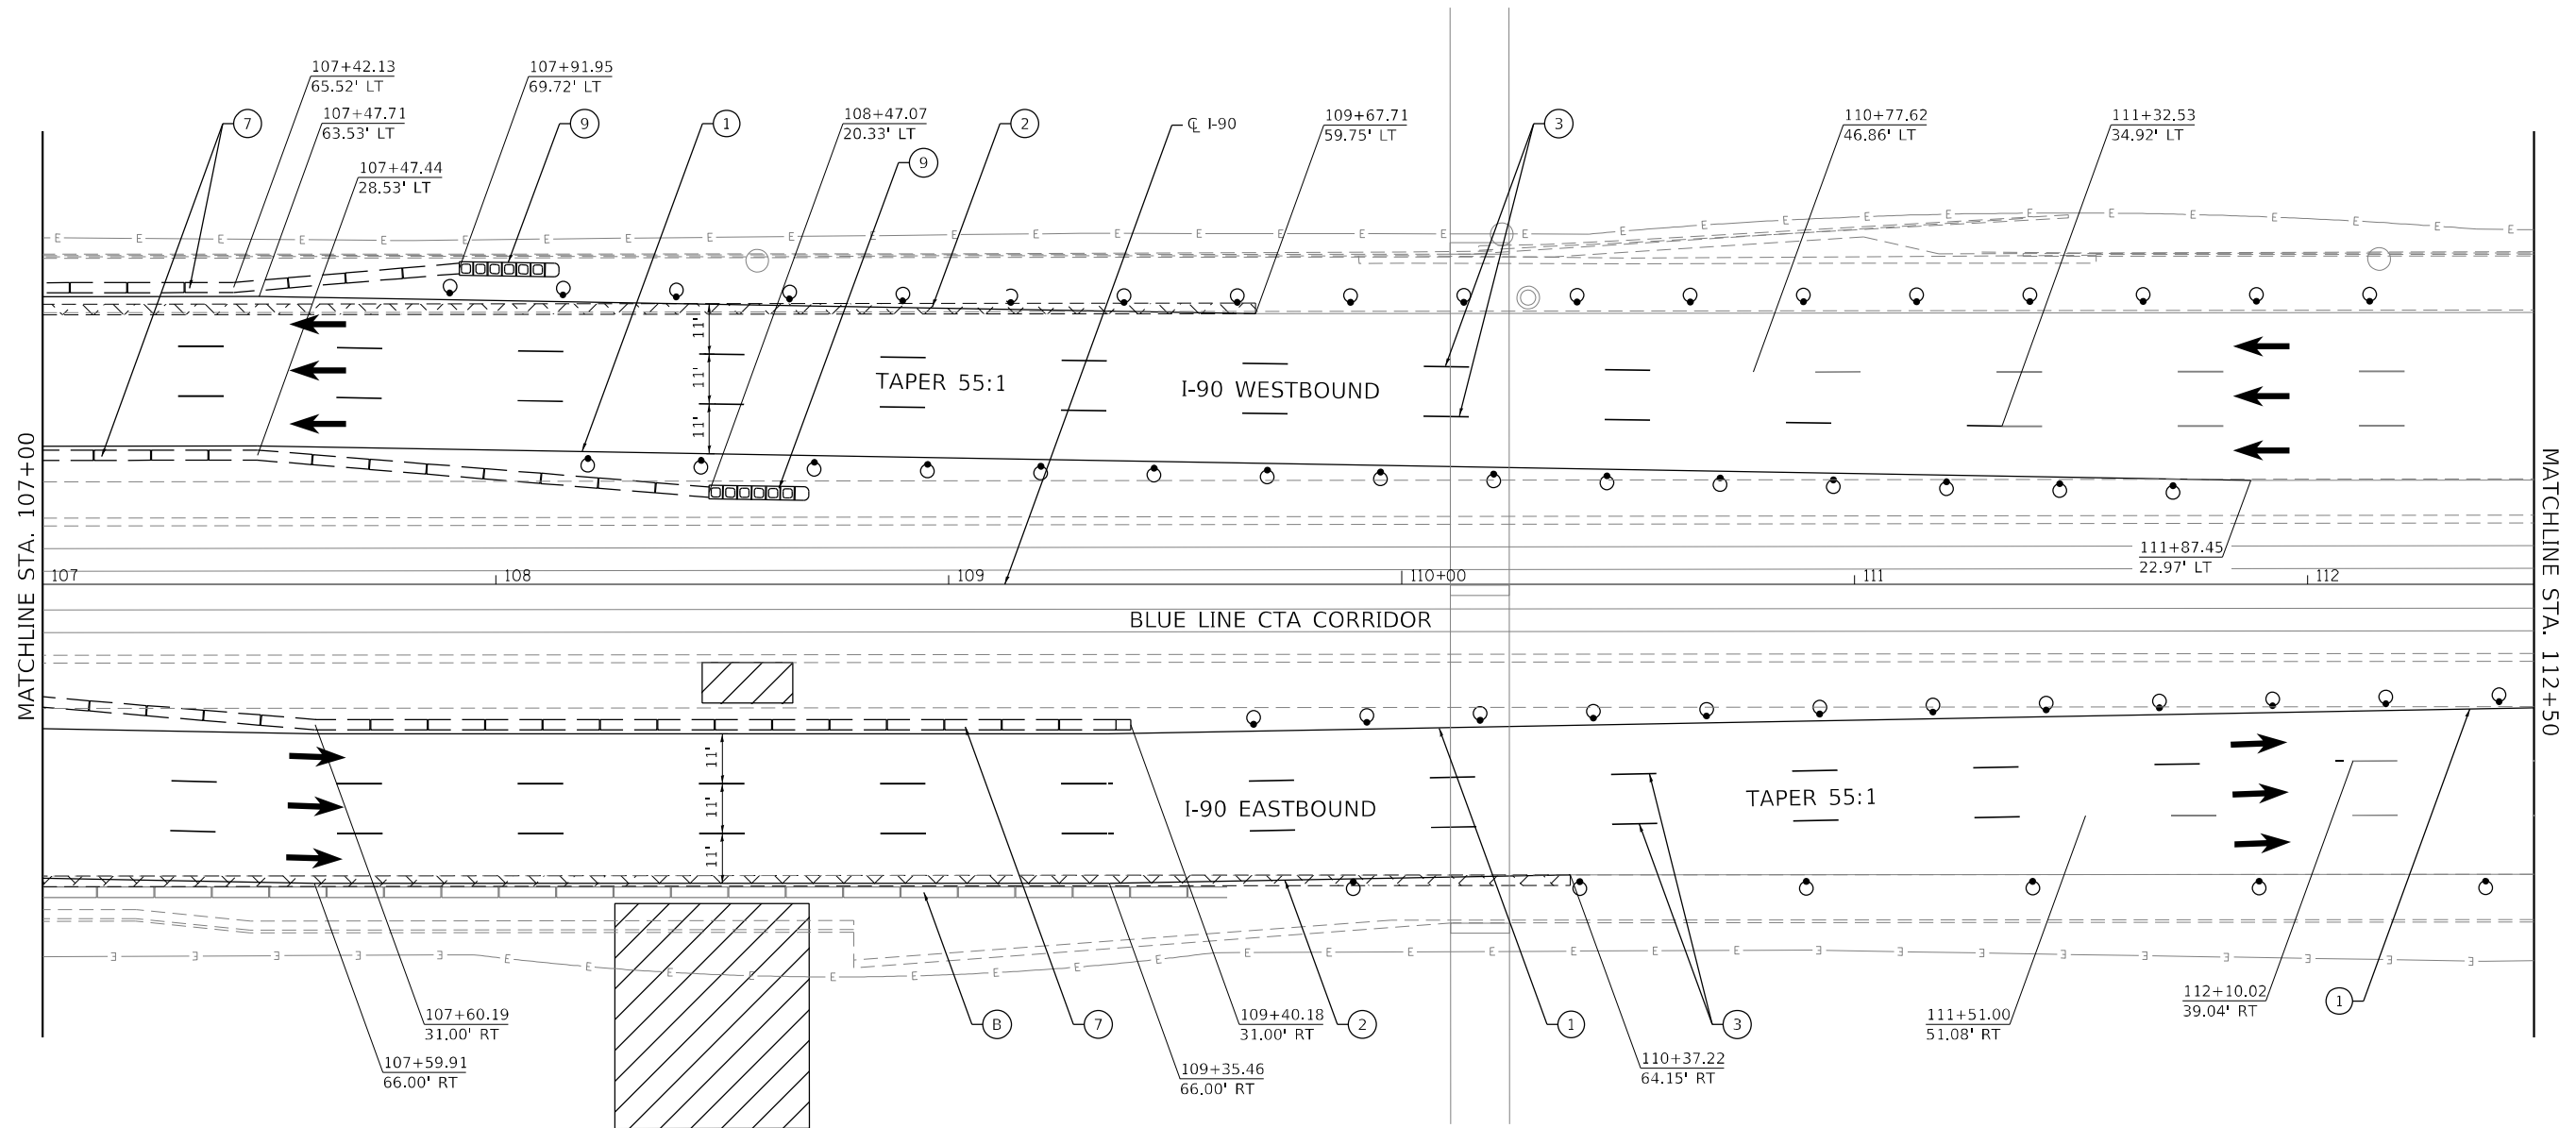 107+42.13
65.52' LT
107+47.71
63.53' LT
107+47.44
28.53' LT
7
107+91.95
69.72' LT
9
1
108+47.07
20.33' LT
9
2
℄ I-90
109+67.71
59.75' LT
3
110+77.62
46.86' LT
111+32.53
34.92' LT
E E E E E E E E E E E E E E E E E E E E E E E E E E E E E E E
11'
11'
11'
TAPER 55:1
I-90 WESTBOUND
MATCHLINE STA. 107+00
MATCHLINE STA. 112+50
111+87.45
22.97' LT
107
108
109
110+00
111
112
BLUE LINE CTA CORRIDOR
11'
11'
11'
I-90 EASTBOUND
TAPER 55:1
E E E E E E E E E E E E E E E E E E E E E E E E E E E E E E
107+60.19
31.00' RT
107+59.91
66.00' RT
B
7
109+40.18
31.00' RT
109+35.46
66.00' RT
2
1
110+37.22
64.15' RT
3
111+51.00
51.08' RT
112+10.02
39.04' RT
1